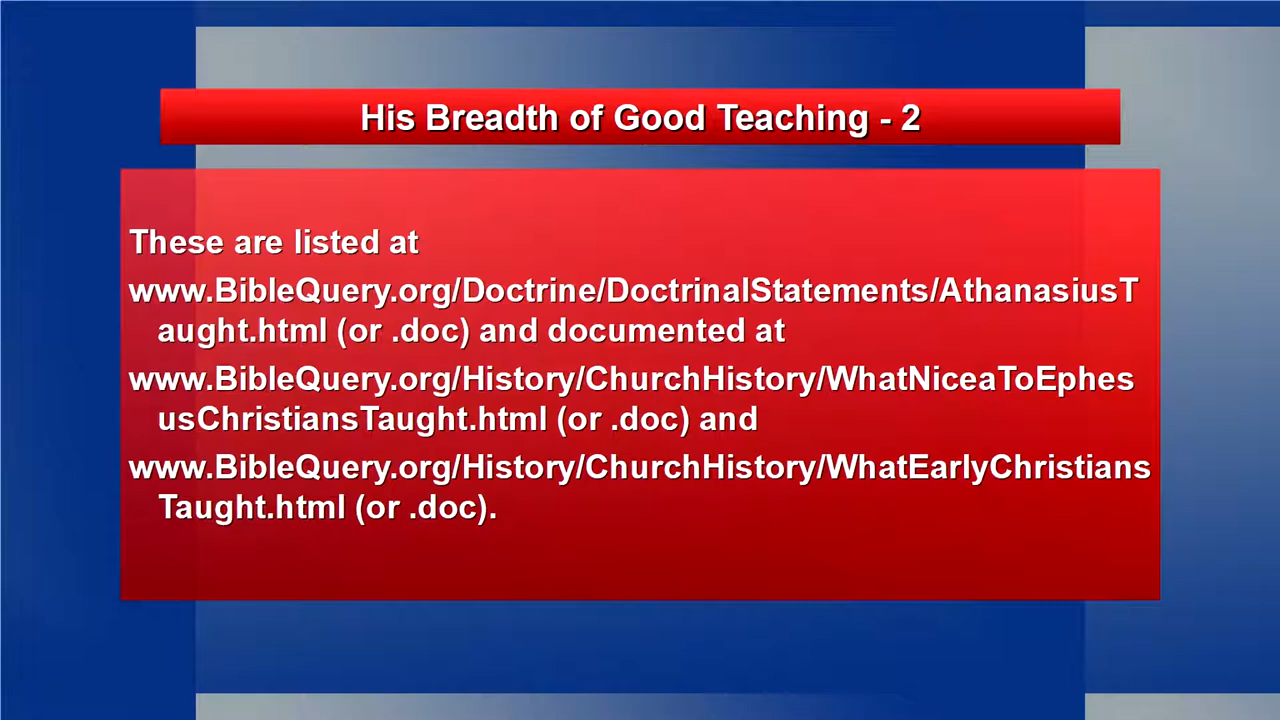 His Breadth of Good Teaching - 2
These are listed at
www.BibleQuery.org/Doctrine/DoctrinalStatements/AthanasiusT
aught.html (or .doc) and documented at
www.BibleQuery.org/History/ChurchHistory/WhatNiceaToEphes
usChristiansTaught.html (or .doc) and
www.BibleQuery.org/History/ChurchHistory/WhatEarlyChristians
Taught.html (or .doc).